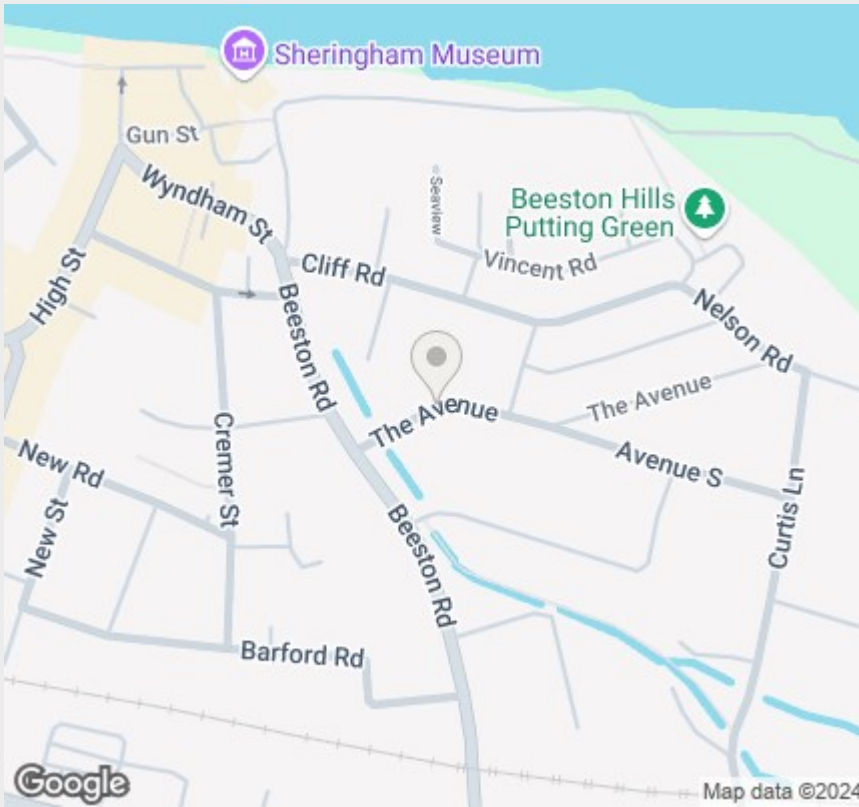 Sheringham Museum
Gun St
Wyndham St
Seaview
Beeston Hills
Putting Green
High St
Cliff Rd
Vincent Rd
Beeston Rd
Nelson Rd
The Avenue
The Avenue
Cremer St
Avenue S
New Rd
Curtis Ln
New St
Beeston Rd
Barford Rd
Google
Map data ©2024